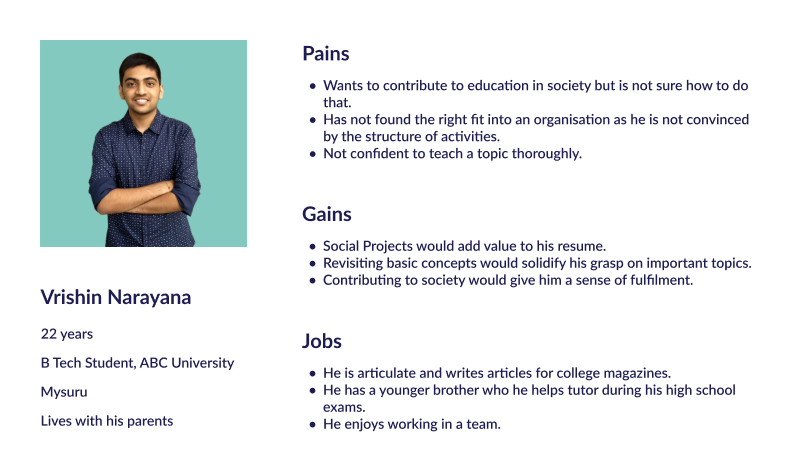 Vrishin Narayana
22 years
B Tech Student, ABC University
Mysuru
Lives with his parents
Pains
● Wants to contribute to education in society but is not sure how to do
that.
● Has not found the right fit into an organisation as he is not convinced
by the structure of activities.
● Not confident to teach a topic thoroughly.
Gains
● Social Projects would add value to his resume.
● Revisiting basic concepts would solidify his grasp on important topics.
● Contributing to society would give him a sense of fulfilment.
Jobs
● He is articulate and writes articles for college magazines.
● He has a younger brother who he helps tutor during his high school
exams.
● He enjoys working in a team.